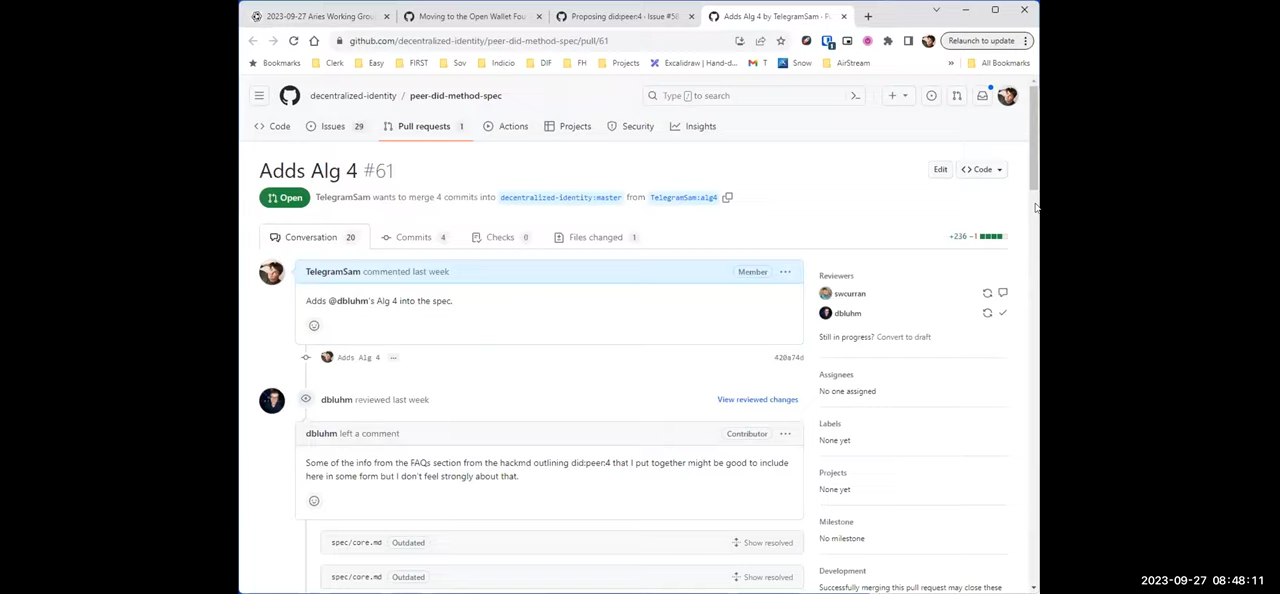 2023-09-27 Aries Working Grou
Moving to the Open Wallet Fou
Proposing did:peer:4 · Issue #58
Adds Alg 4 by TelegramSam · P
github.com/decentralized-identity/peer-did-method-spec/pull/61
Relaunch to update
Bookmarks Clerk Easy FIRST Sov Indicio DIF FH Projects Excalidraw | Hand-d... T Snow AirStream » All Bookmarks
decentralized-identity / peer-did-method-spec
Type / to search
Code Issues 29 Pull requests 1 Actions Projects Security Insights
Adds Alg 4 #61
Edit <> Code
Open TelegramSam wants to merge 4 commits into decentralized-identity:master from TelegramSam:alg4
Conversation 20 Commits 4 Checks 0 Files changed 1
+236 −1
TelegramSam commented last week Member
Adds @dbluhm's Alg 4 into the spec.
Adds Alg 4 ... 420a74d
dbluhm reviewed last week View reviewed changes
dbluhm left a comment Contributor
Some of the info from the FAQs section from the hackmd outlining did:peer:4 that I put together might be good to include
here in some form but I don't feel strongly about that.
spec/core.md Outdated Show resolved
spec/core.md Outdated Show resolved
Reviewers
swcurran
dbluhm
Still in progress? Convert to draft
Assignees
No one assigned
Labels
None yet
Projects
None yet
Milestone
No milestone
Development
Successfully merging this pull request may close these
2023-09-27 08:48:11